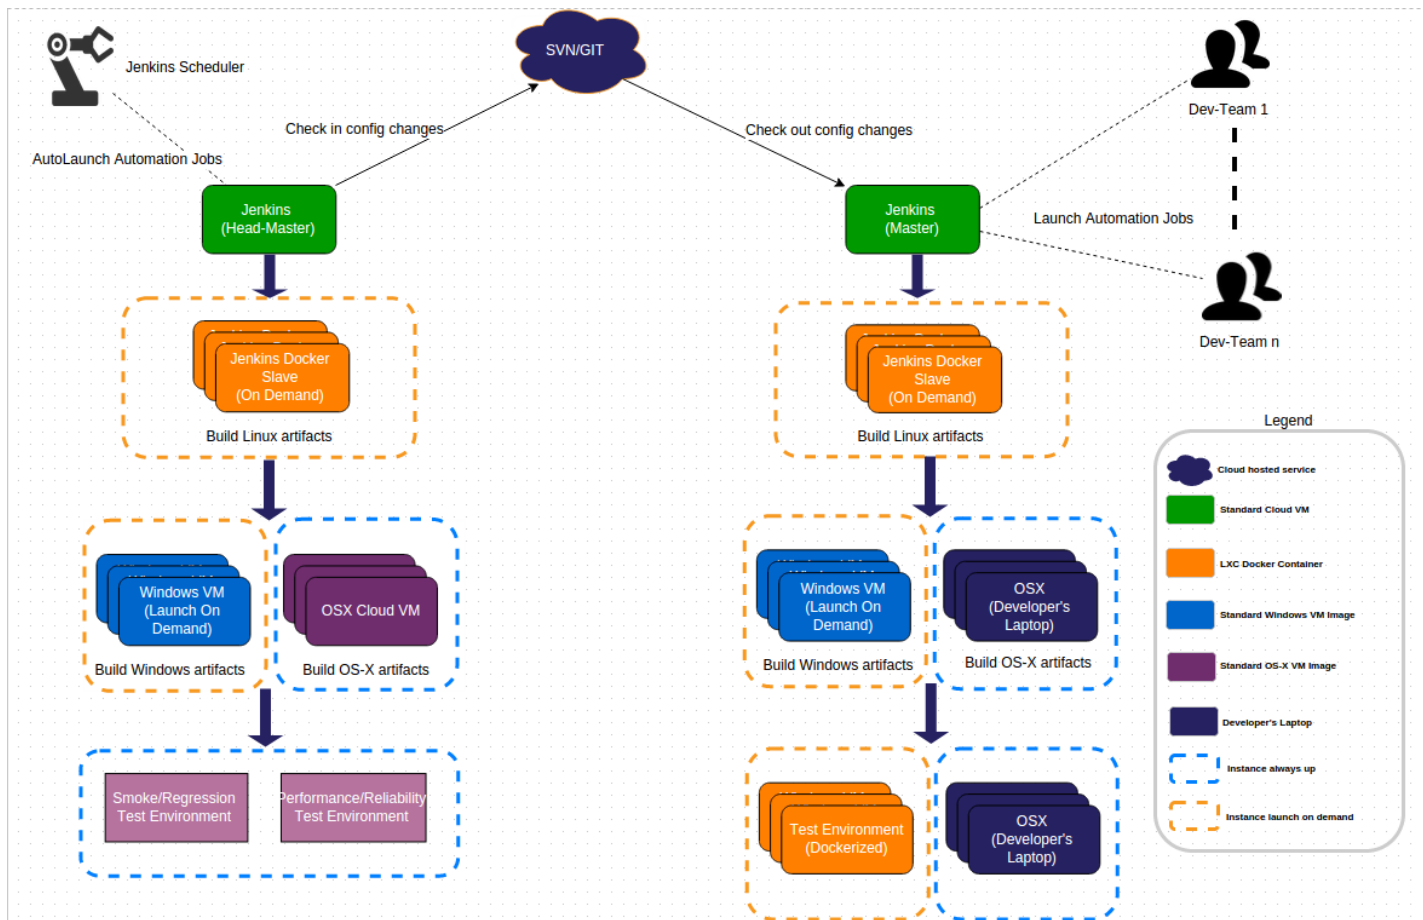 SVN/GIT
Jenkins Scheduler
Dev-Team 1
Check in config changes
Check out config changes
AutoLaunch Automation Jobs
Jenkins
(Head-Master)
Jenkins
(Master)
Launch Automation Jobs
Dev-Team n
Jenkins Docker
Slave
(On Demand)
Build Linux artifacts
Jenkins Docker
Slave
(On Demand)
Build Linux artifacts
Windows VM
(Launch On
Demand)
Build Windows artifacts
OSX Cloud VM
Build OS-X artifacts
Windows VM
(Launch On
Demand)
Build Windows artifacts
OSX
(Developer's
Laptop)
Build OS-X artifacts
Smoke/Regression
Test Environment
Performance/Reliability
Test Environment
Test Environment
(Dockerized)
OSX
(Developer's
Laptop)
Legend
Cloud hosted service
Standard Cloud VM
LXC Docker Container
Standard Windows VM Image
Standard OS-X VM Image
Developer's Laptop
Instance always up
Instance launch on demand